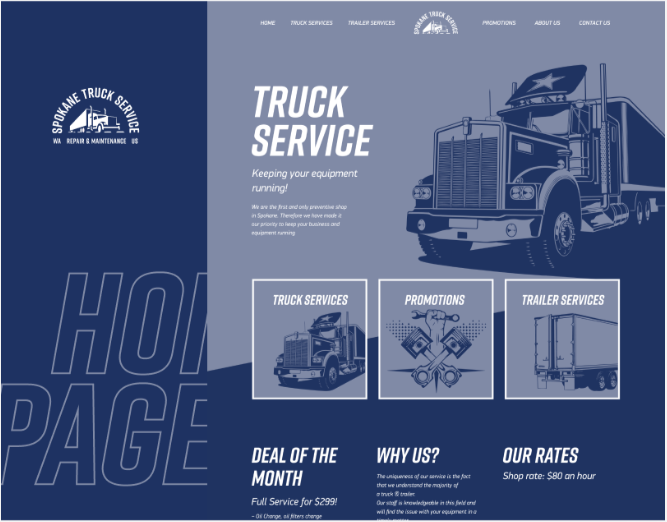 SPOKANE TRUCK SERVICE
WA REPAIR & MAINTENANCE US
HOME
PAGE
HOME TRUCK SERVICES TRAILER SERVICES SPOKANE TRUCK SERVICE PROMOTIONS ABOUT US CONTACT US
TRUCK
SERVICE
Keeping your equipment
running!
We are the first and only preventive shop
in Spokane. Therefore we have made it
our priority to keep your business and
equipment running
TRUCK SERVICES
PROMOTIONS
TRAILER SERVICES
DEAL OF THE
MONTH
Full Service for $299!
– Oil Change, oil filters change
WHY US?
The uniqueness of our service is the fact
that we understand the majority of
a truck & trailer.
Our staff is knowledgeable in this field and
will find the issue with your equipment in a
OUR RATES
Shop rate: $80 an hour